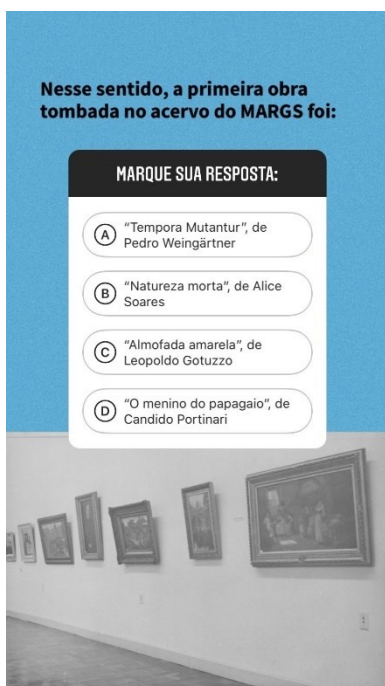 Nesse sentido, a primeira obra
tombada no acervo do MARGS foi:
MARQUE SUA RESPOSTA:
A "Tempora Mutantur", de
Pedro Weingärtner
B "Natureza morta", de Alice
Soares
C "Almofada amarela", de
Leopoldo Gotuzzo
D "O menino do papagaio", de
Candido Portinari